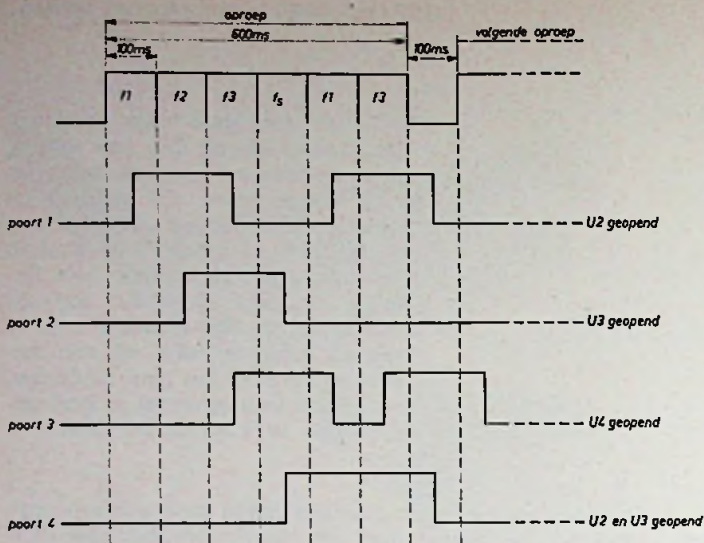 oproep
600ms
volgende oproep
100ms
100ms
f1 f2 f3 fs f1 f3
poort 1
U2 geopend
poort 2
U3 geopend
poort 3
U4 geopend
poort 4
U2 en U3 geopend